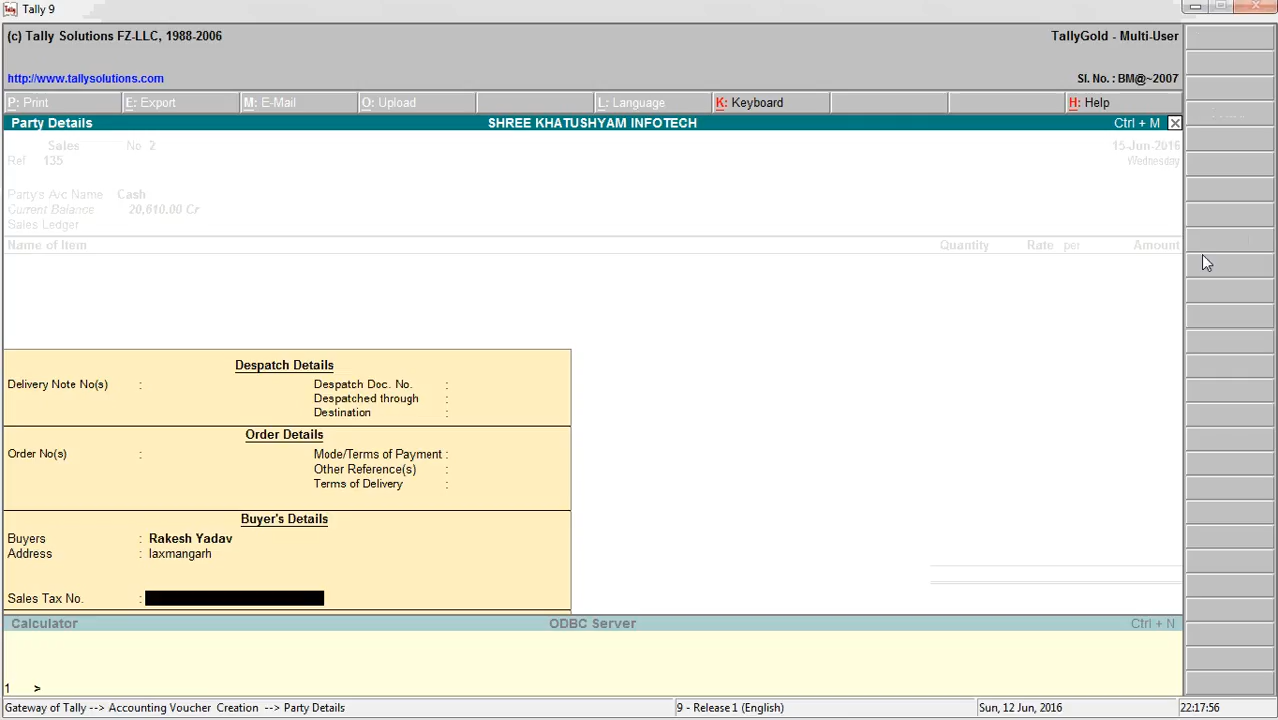 Tally 9
(c) Tally Solutions FZ-LLC, 1988-2006 TallyGold - Multi-User
http://www.tallysolutions.com Sl. No. : BM@~2007
P: Print E: Export M: E-Mail O: Upload L: Language K: Keyboard H: Help
Party Details SHREE KHATUSHYAM INFOTECH Ctrl + M
Sales No. 2 15-Jun-2016
Ref 135 Wednesday
Party's A/c Name Cash
Current Balance 20,610.00 Cr
Sales Ledger
Name of Item Quantity Rate per Amount
Despatch Details
Delivery Note No(s) : Despatch Doc. No. :
Despatched through :
Destination :
Order Details
Order No(s) : Mode/Terms of Payment :
Other Reference(s) :
Terms of Delivery :
Buyer's Details
Buyers : Rakesh Yadav
Address : laxmangarh
Sales Tax No. :
Calculator ODBC Server Ctrl + N
1 >
Gateway of Tally --> Accounting Voucher Creation --> Party Details 9 - Release 1 (English) Sun, 12 Jun, 2016 22:17:56